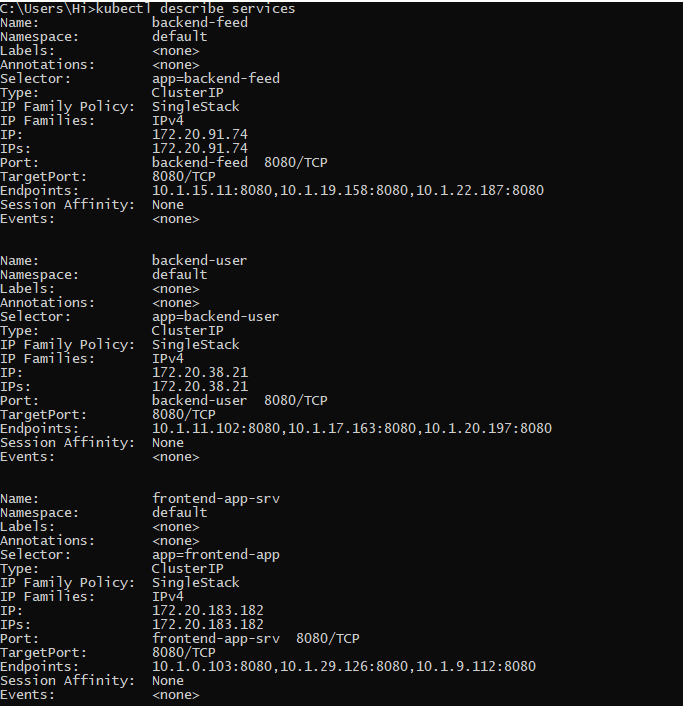 C:\Users\Hi>kubectl describe services
Name:              backend-feed
Namespace:         default
Labels:            <none>
Annotations:       <none>
Selector:          app=backend-feed
Type:              ClusterIP
IP Family Policy:  SingleStack
IP Families:       IPv4
IP:                172.20.91.74
IPs:               172.20.91.74
Port:              backend-feed  8080/TCP
TargetPort:        8080/TCP
Endpoints:         10.1.15.11:8080,10.1.19.158:8080,10.1.22.187:8080
Session Affinity:  None
Events:            <none>
Name:              backend-user
Namespace:         default
Labels:            <none>
Annotations:       <none>
Selector:          app=backend-user
Type:              ClusterIP
IP Family Policy:  SingleStack
IP Families:       IPv4
IP:                172.20.38.21
IPs:               172.20.38.21
Port:              backend-user  8080/TCP
TargetPort:        8080/TCP
Endpoints:         10.1.11.102:8080,10.1.17.163:8080,10.1.20.197:8080
Session Affinity:  None
Events:            <none>
Name:              frontend-app-srv
Namespace:         default
Labels:            <none>
Annotations:       <none>
Selector:          app=frontend-app
Type:              ClusterIP
IP Family Policy:  SingleStack
IP Families:       IPv4
IP:                172.20.183.182
IPs:               172.20.183.182
Port:              frontend-app-srv  8080/TCP
TargetPort:        8080/TCP
Endpoints:         10.1.0.103:8080,10.1.29.126:8080,10.1.9.112:8080
Session Affinity:  None
Events:            <none>